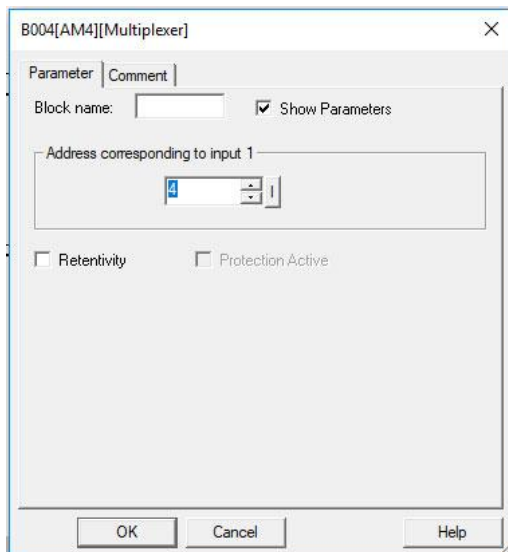 B004[AM4][Multiplexer]
Parameter Comment
Block name: Show Parameters
Address corresponding to input 1
4 I
Retentivity Protection Active
OK Cancel Help